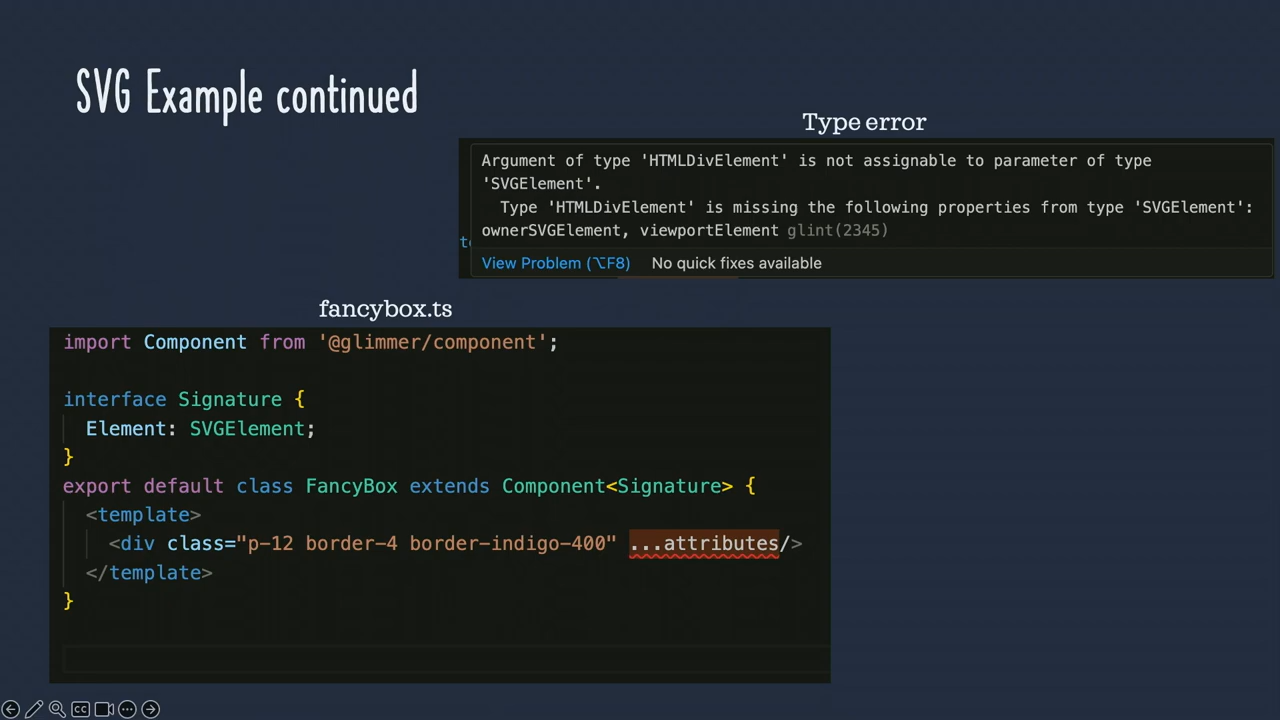 SVG Example continued
Type error
Argument of type 'HTMLDivElement' is not assignable to parameter of type
'SVGElement'.
Type 'HTMLDivElement' is missing the following properties from type 'SVGElement':
ownerSVGElement, viewportElement glint(2345)
View Problem (⌥F8) No quick fixes available
fancybox.ts
import Component from '@glimmer/component';
interface Signature {
Element: SVGElement;
}
export default class FancyBox extends Component<Signature> {
<template>
<div class="p-12 border-4 border-indigo-400" ...attributes/>
</template>
}
CC